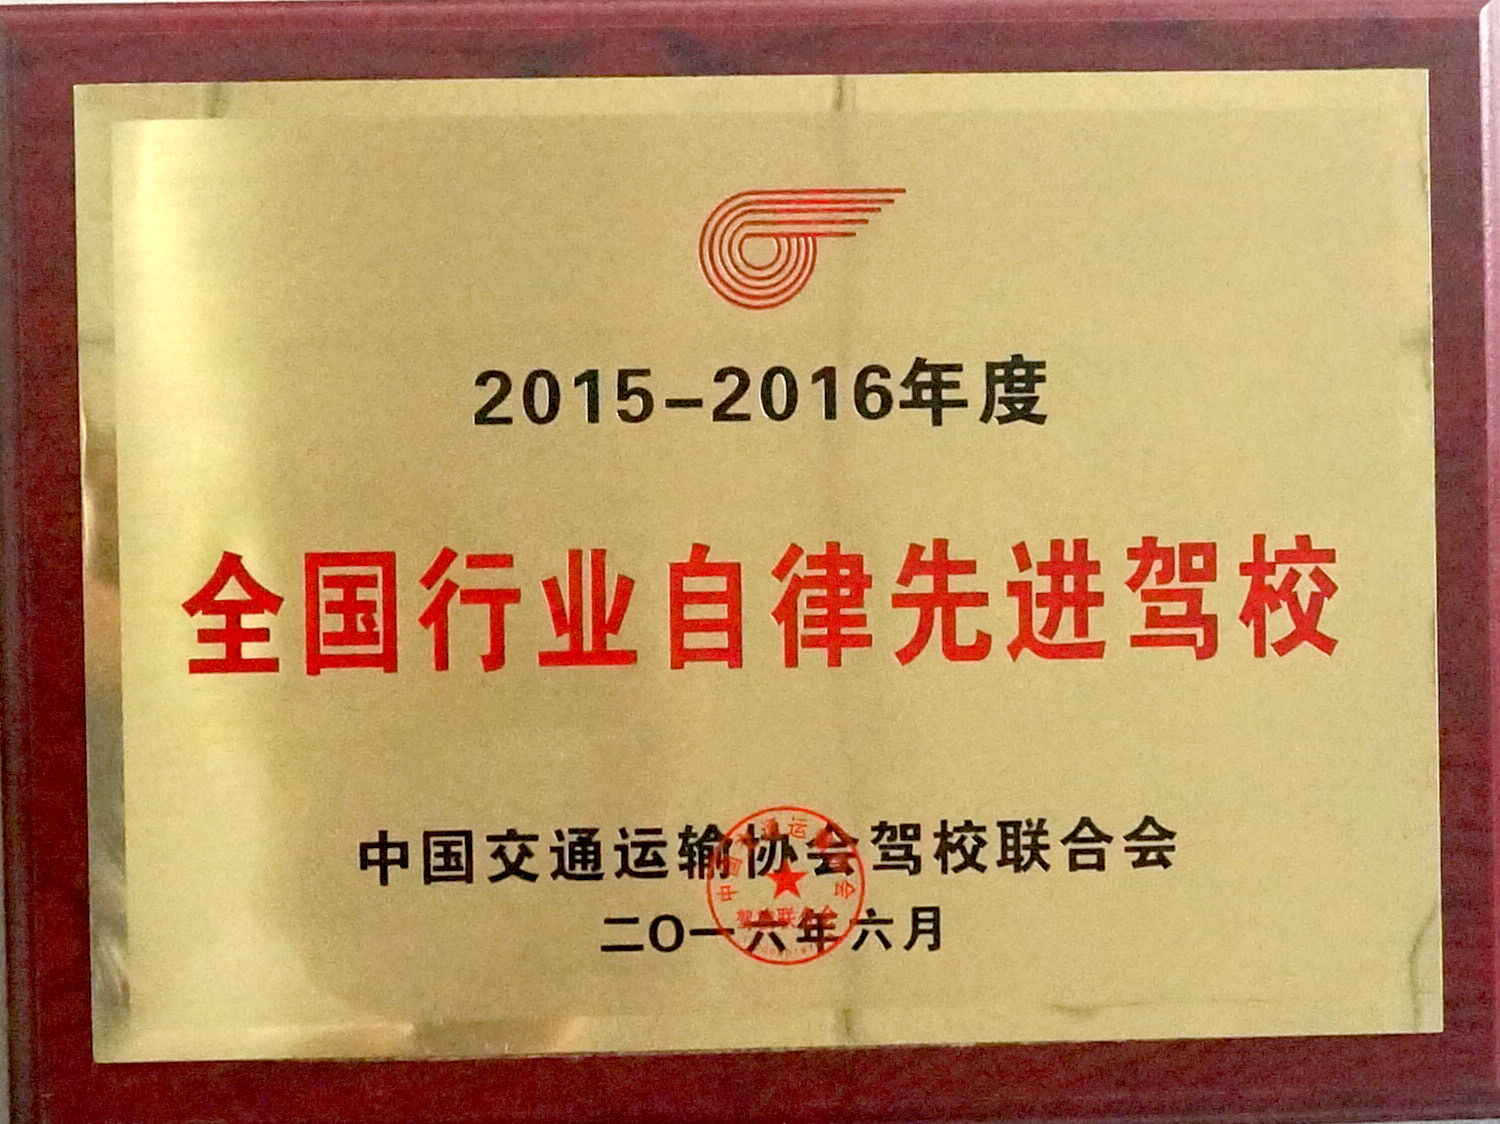 2015-2016年度
全国行业自律先进驾校
中国交通运输协会驾校联合会
二〇一六年六月